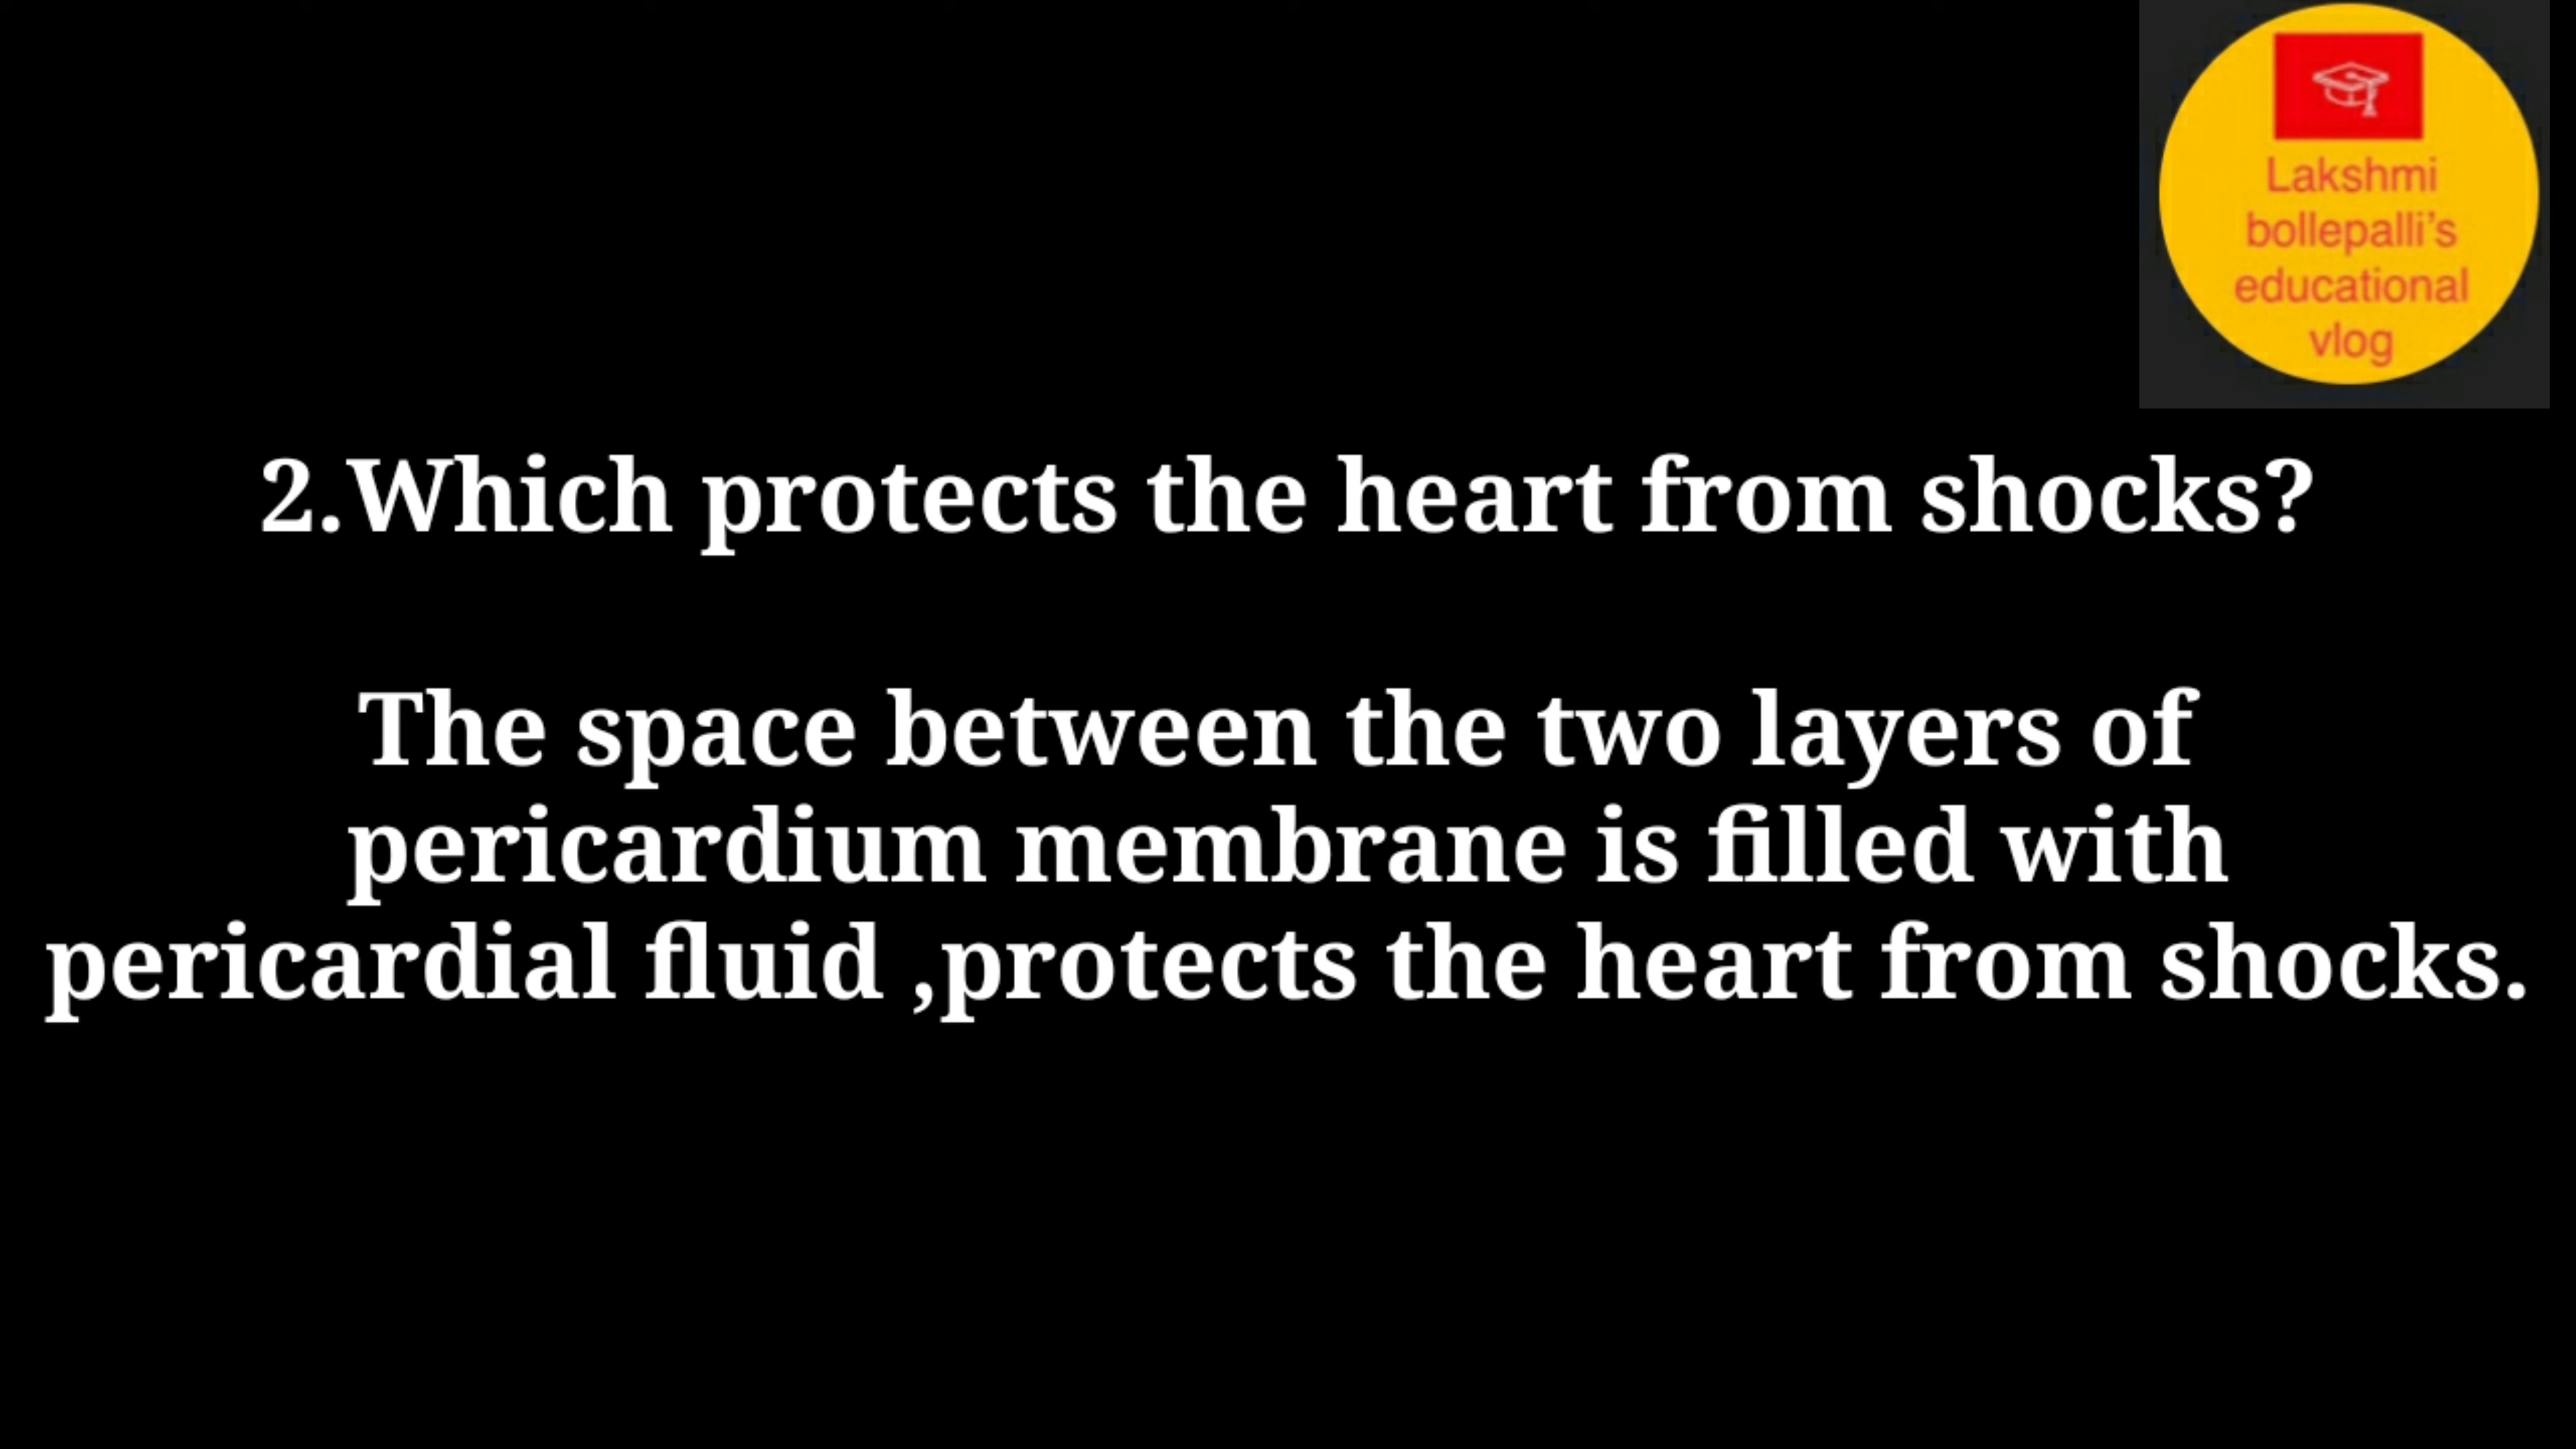 Lakshmi
bollepalli's
educational
vlog
2.Which protects the heart from shocks?
The space between the two layers of
pericardium membrane is filled with
pericardial fluid ,protects the heart from shocks.